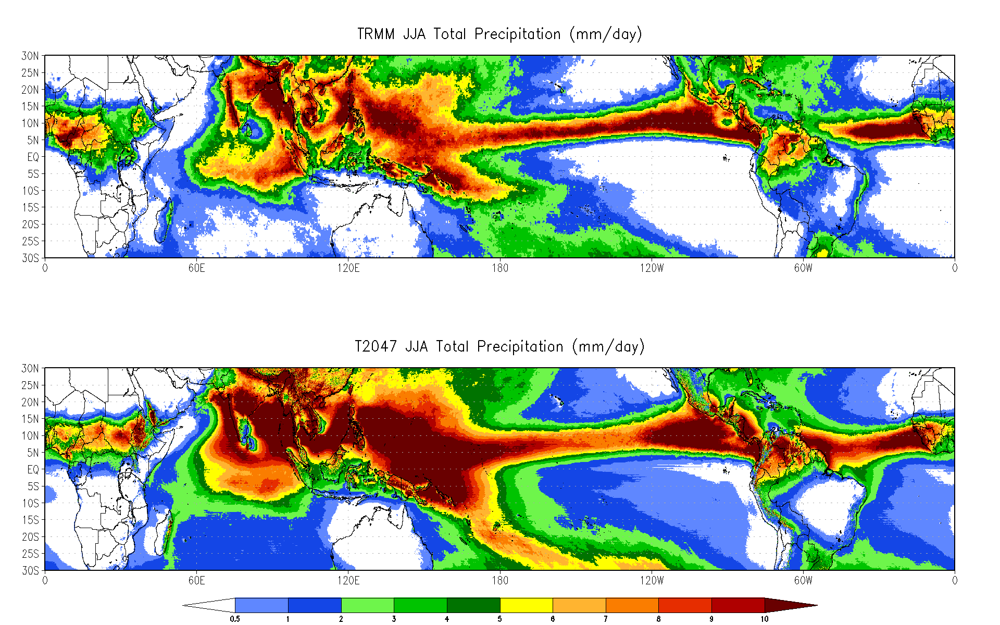 TRMM JJA Total Precipitation (mm/day)
30N
25N
20N
15N
10N
5N
EQ
5S
10S
15S
20S
25S
30S
0 60E 120E 180 120W 60W 0
T2047 JJA Total Precipitation (mm/day)
30N
25N
20N
15N
10N
5N
EQ
5S
10S
15S
20S
25S
30S
0 60E 120E 180 120W 60W 0
0.5 1 2 3 4 5 6 7 8 9 10